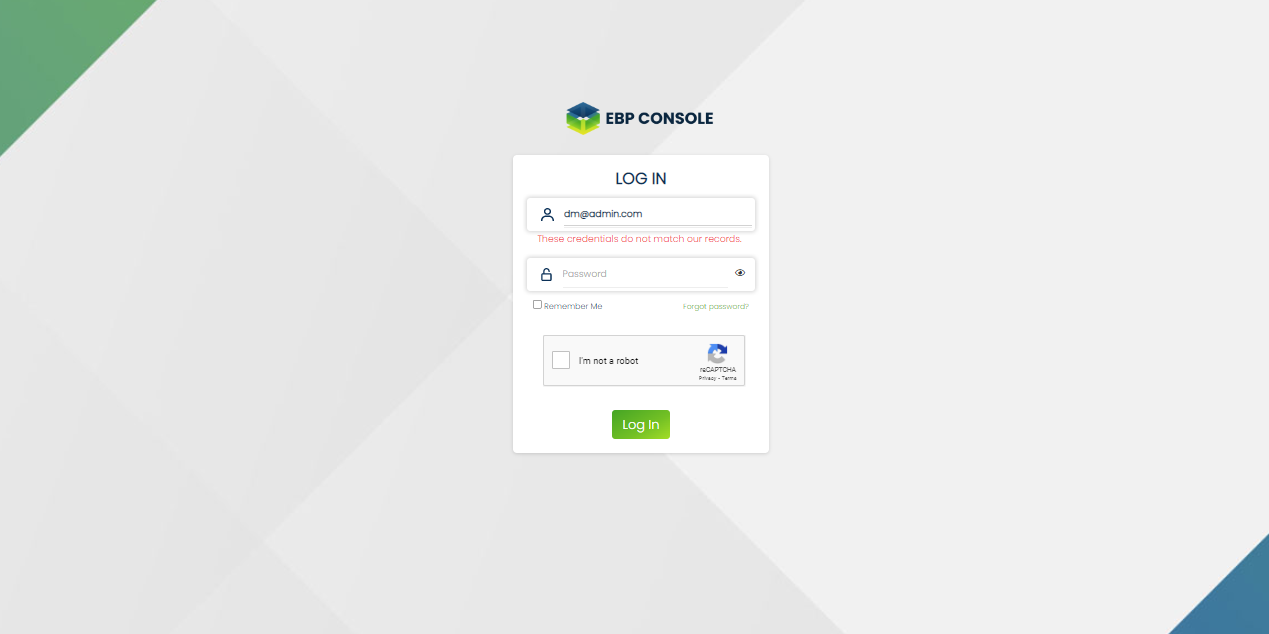 EBP CONSOLE
LOG IN
dm@admin.com
These credentials do not match our records.
Password
Remember Me
Forgot password?
I'm not a robot
reCAPTCHA
Privacy - Terms
Log In